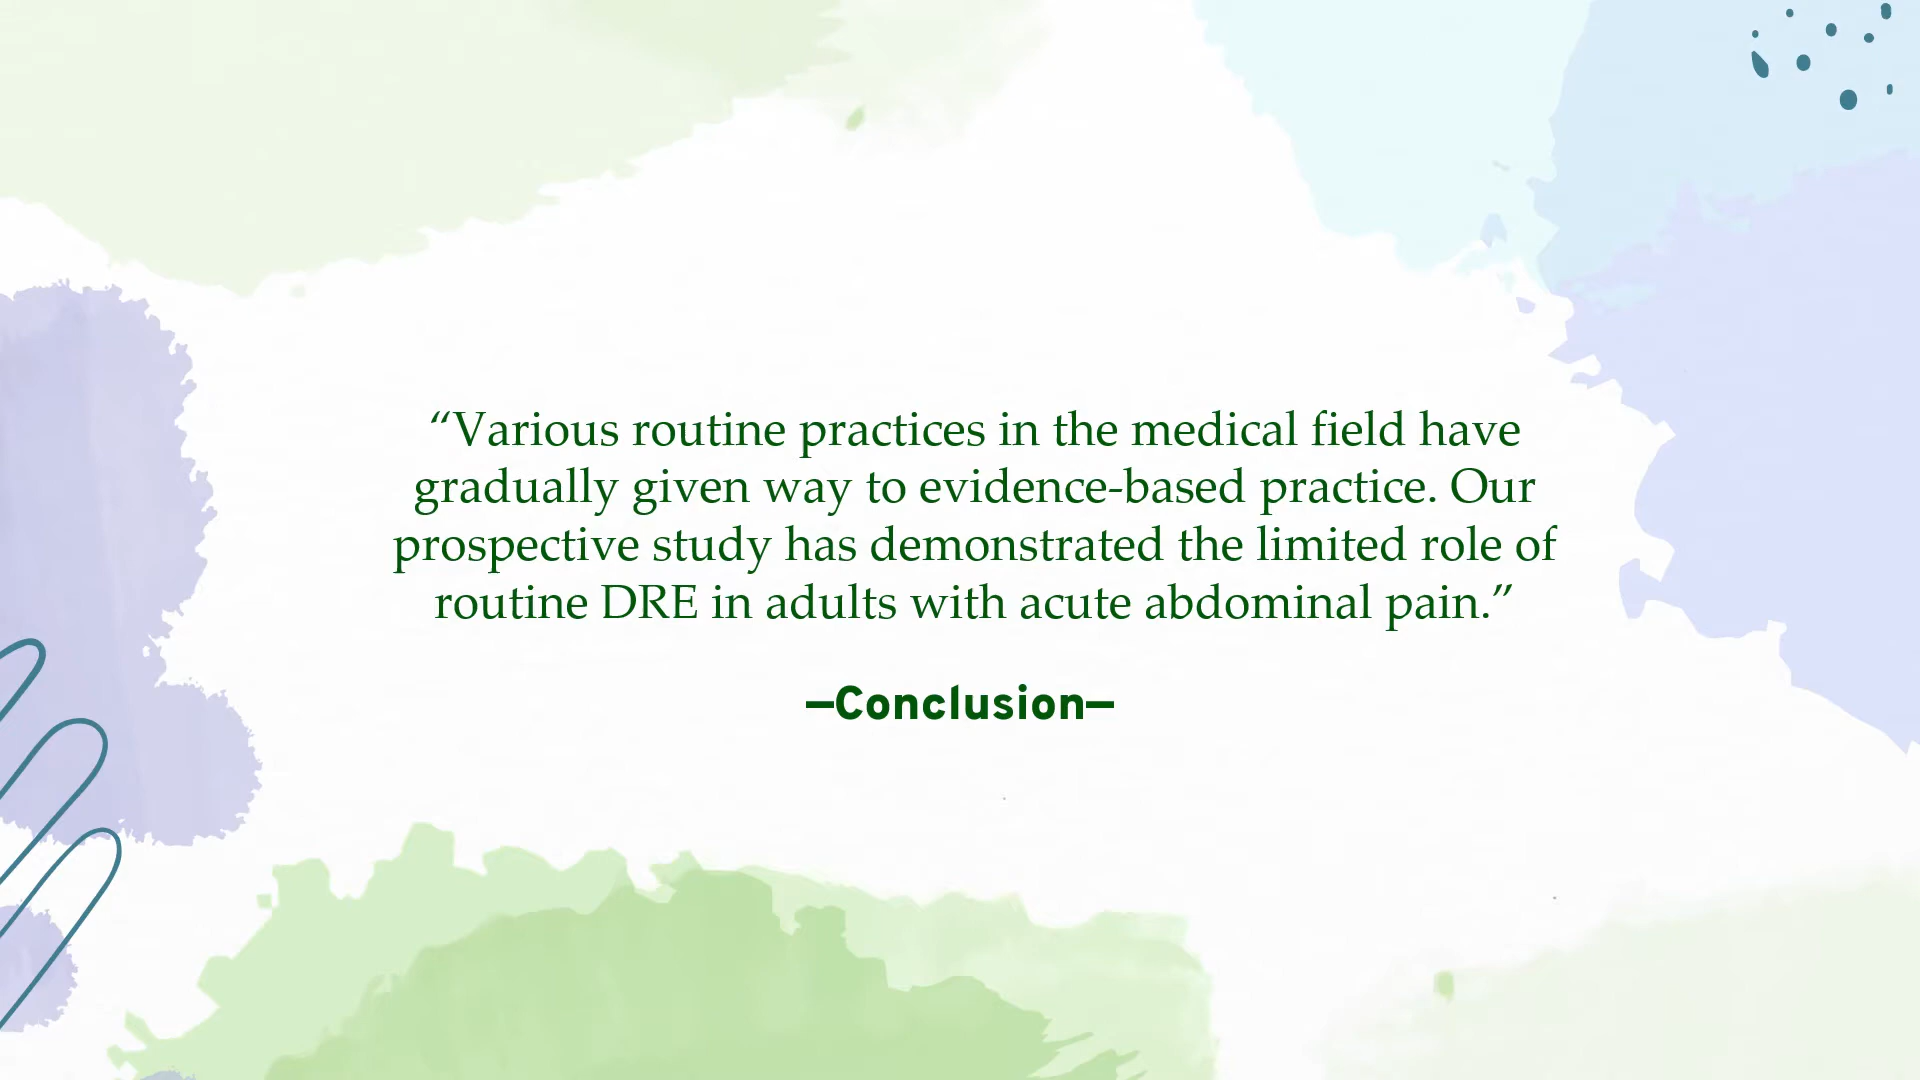 “Various routine practices in the medical field have
gradually given way to evidence-based practice. Our
prospective study has demonstrated the limited role of
routine DRE in adults with acute abdominal pain.”
—Conclusion—